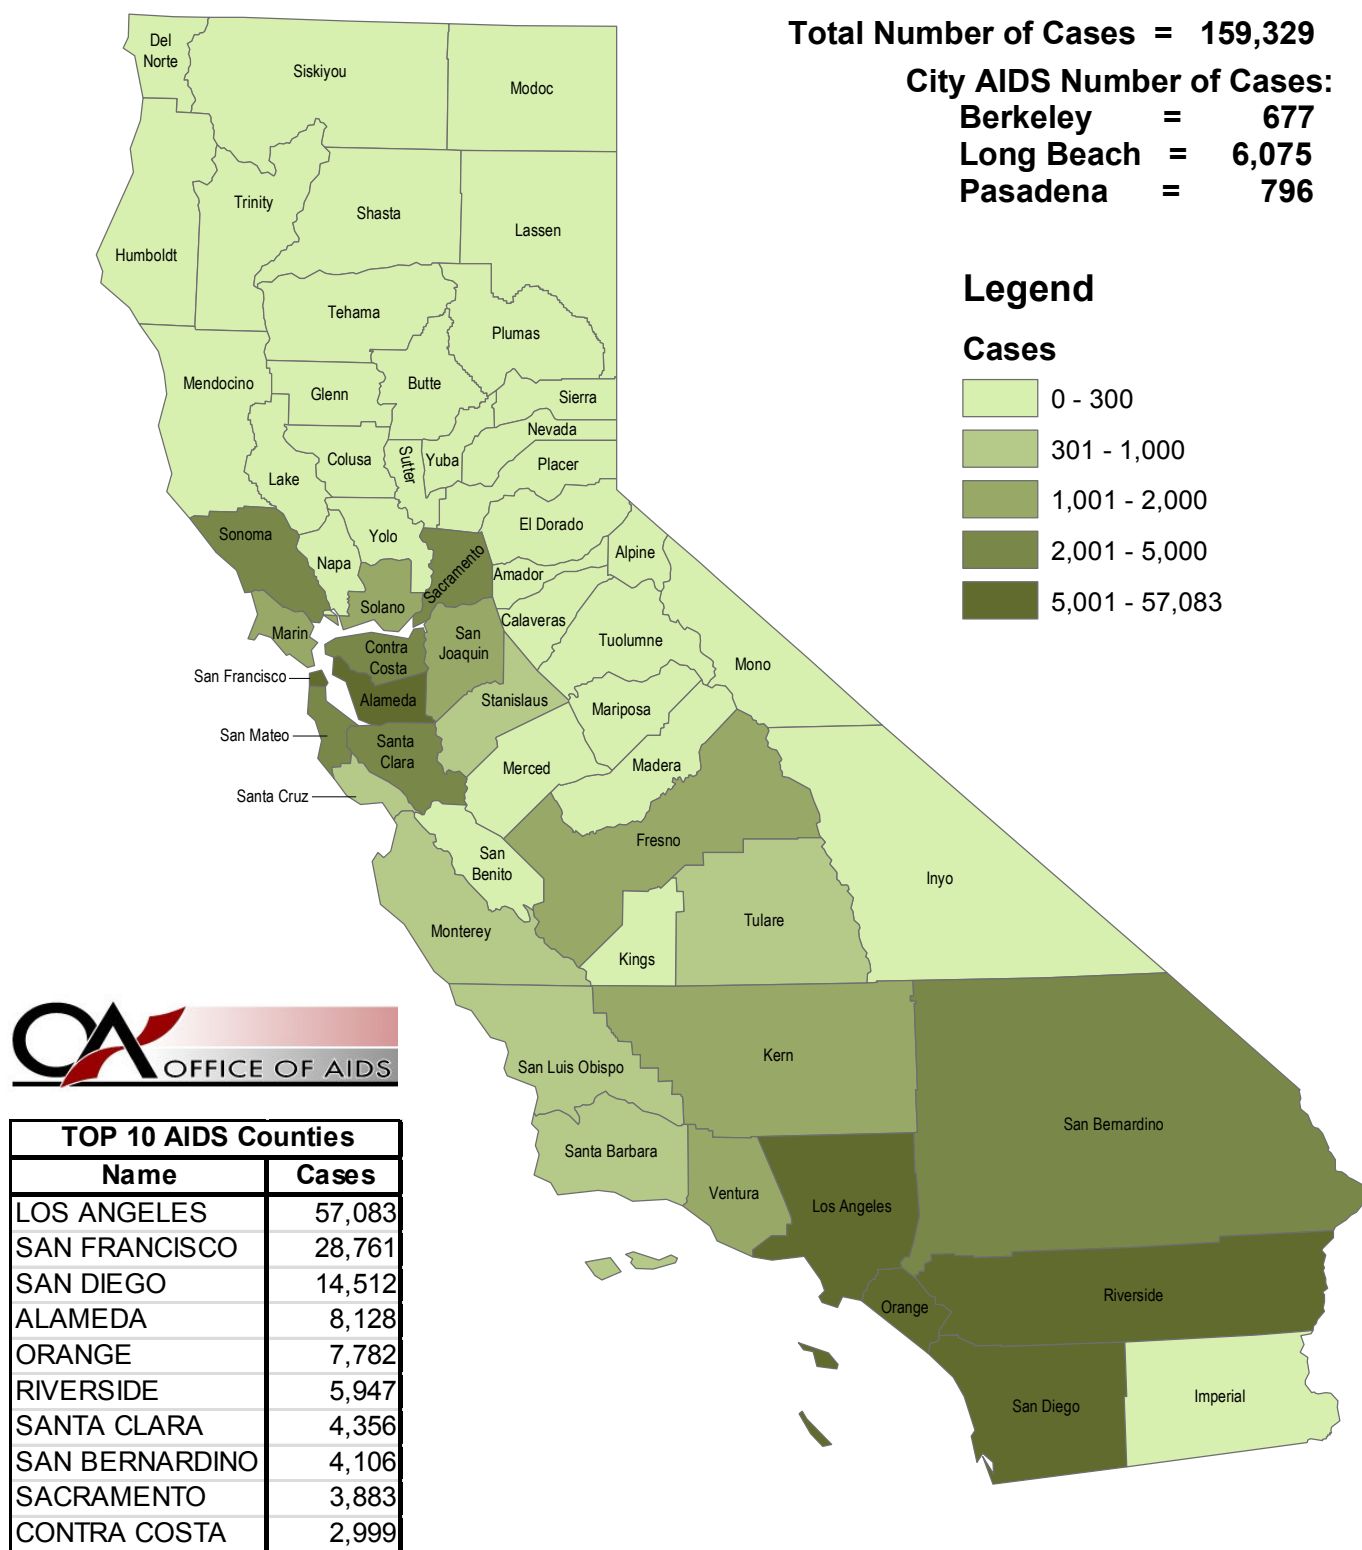 Total Number of Cases = 159,329
City AIDS Number of Cases:
Berkeley = 677
Long Beach = 6,075
Pasadena = 796
Legend
Cases
0 - 300
301 - 1,000
1,001 - 2,000
2,001 - 5,000
5,001 - 57,083
Del
Norte
Siskiyou
Modoc
Humboldt
Trinity
Shasta
Lassen
Tehama
Plumas
Mendocino
Glenn
Butte
Sierra
Nevada
Lake
Colusa
Sutter
Yuba
Placer
Sonoma
Napa
Yolo
Sacramento
El Dorado
Alpine
Amador
Solano
Marin
Calaveras
Contra
Costa
San
Joaquin
Tuolumne
Mono
San Francisco
Alameda
Stanislaus
Mariposa
San Mateo
Santa
Clara
Merced
Madera
Santa Cruz
San
Benito
Fresno
Inyo
Monterey
Kings
Tulare
San Luis Obispo
Kern
San Bernardino
Santa Barbara
Ventura
Los Angeles
Orange
Riverside
San Diego
Imperial
OA
OFFICE OF AIDS
TOP 10 AIDS Counties
Name Cases
LOS ANGELES 57,083
SAN FRANCISCO 28,761
SAN DIEGO 14,512
ALAMEDA 8,128
ORANGE 7,782
RIVERSIDE 5,947
SANTA CLARA 4,356
SAN BERNARDINO 4,106
SACRAMENTO 3,883
CONTRA COSTA 2,999